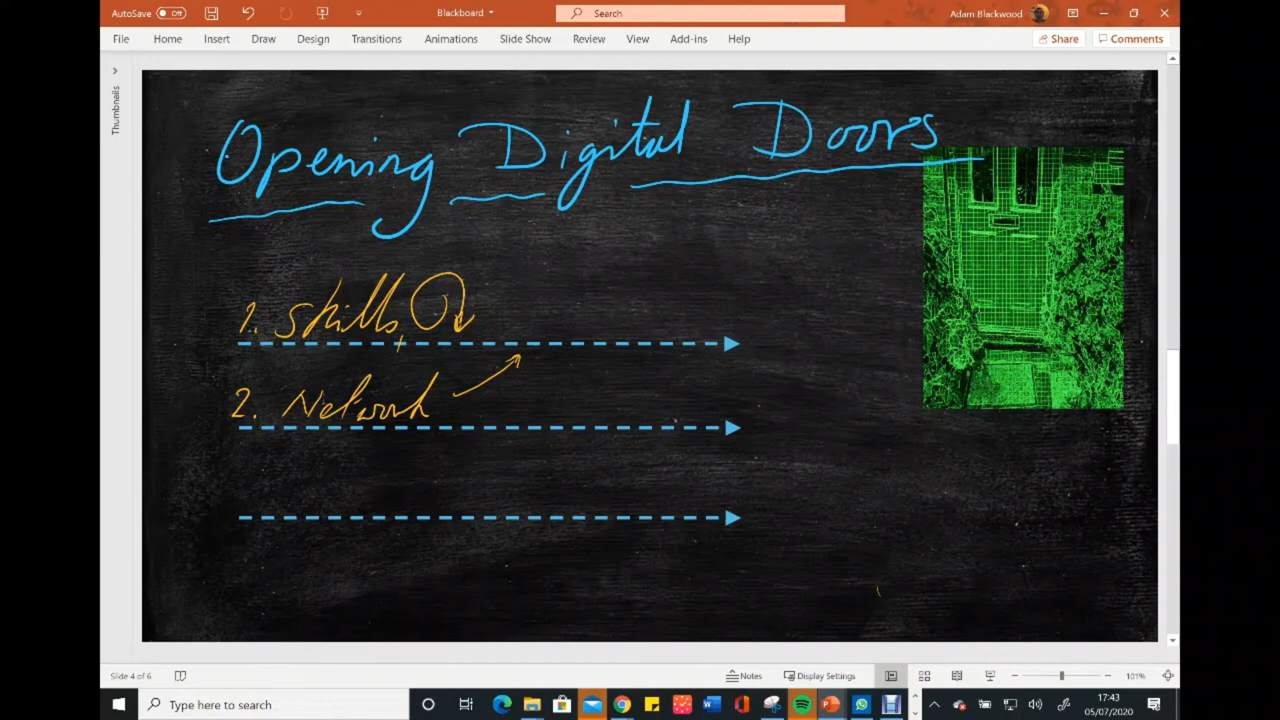 AutoSave Off Blackboard Search Adam Blackwood
File Home Insert Draw Design Transitions Animations Slide Show Review View Add-ins Help Share Comments
Thumbnails
Opening Digital Doors
1. Skills,
2. Network
Slide 4 of 6 Notes Display Settings 101%
Type here to search 17:43
05/07/2020